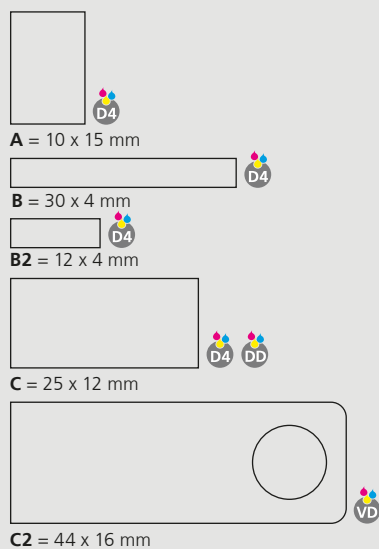 D4
A = 10 x 15 mm
D4
B = 30 x 4 mm
D4
B2 = 12 x 4 mm
D4 DD
C = 25 x 12 mm
VD
C2 = 44 x 16 mm